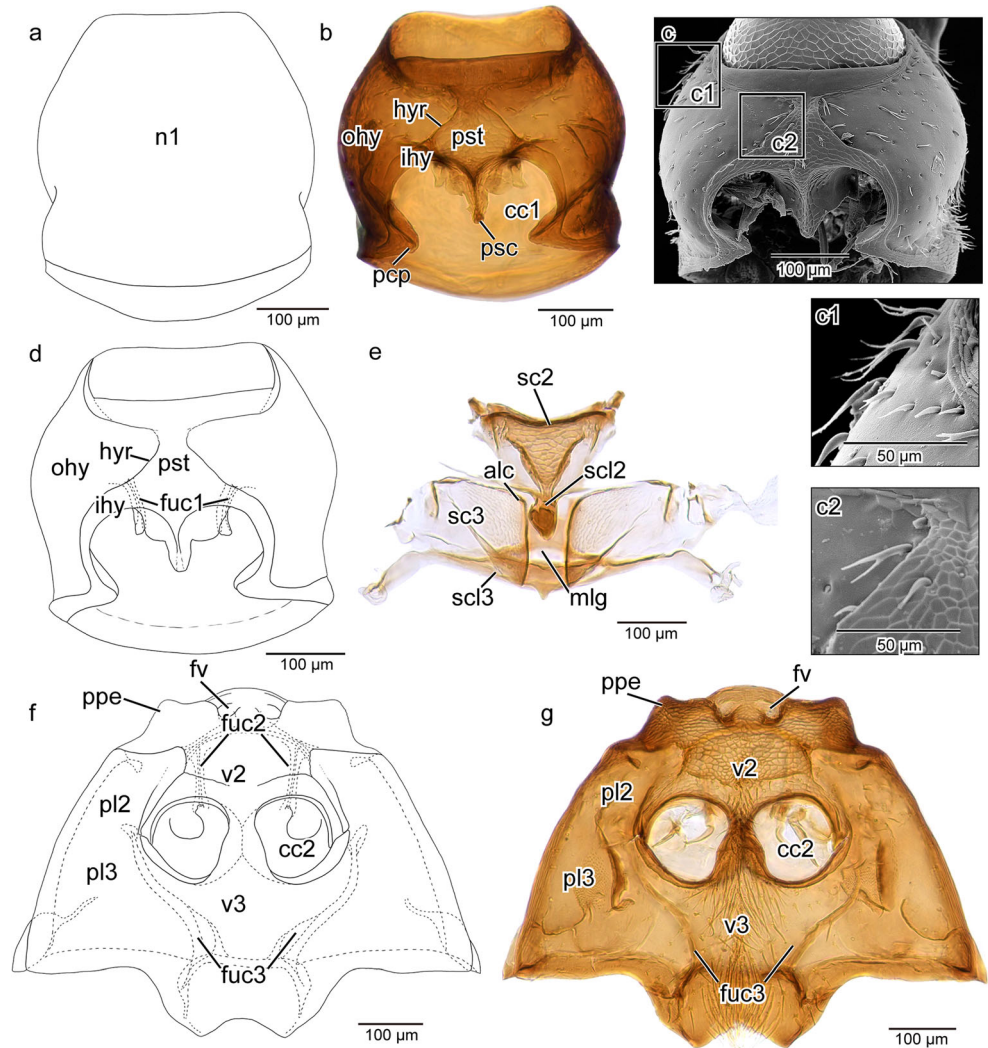 a
n1
100 µm
b
hyr
ohy
pst
ihy
cc1
psc
pcp
100 µm
c
c1
c2
100 µm
c1
50 µm
c2
50 µm
d
hyr
ohy
pst
ihy
fuc1
100 µm
e
sc2
alc
scl2
sc3
scl3
mlg
100 µm
f
fv
ppe
fuc2
v2
pl2
cc2
pl3
v3
fuc3
100 µm
g
ppe
fv
v2
pl2
cc2
pl3
v3
fuc3
100 µm